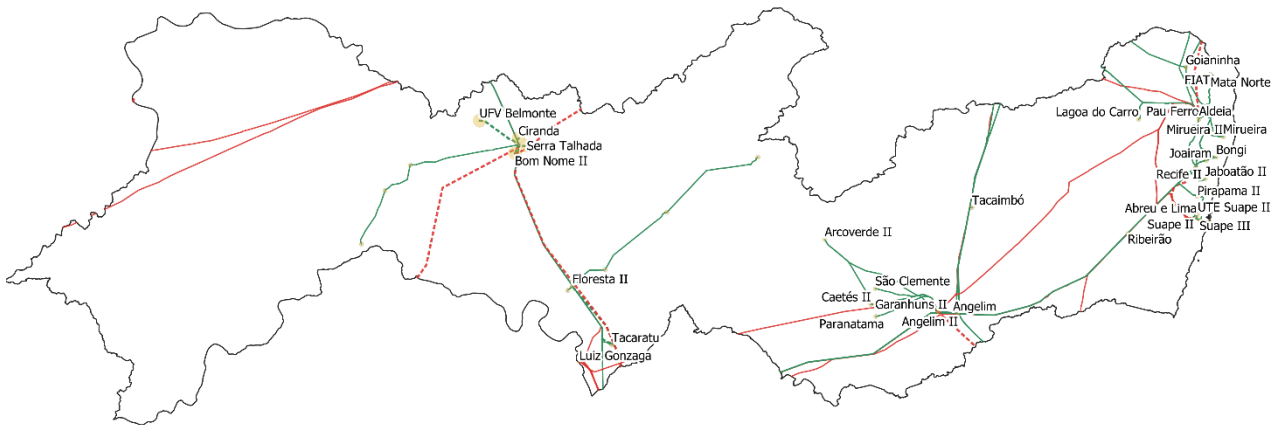 UFV Belmonte
Ciranda
Serra Talhada
Bom Nome II
Floresta II
Tacaratu
Luiz Gonzaga
Goianinha
FIAT
Mata Norte
Lagoa do Carro
Pau Ferro
Aldeia
Mirueira II
Mirueira
Joairam
Bongi
Recife II
Jaboatão II
Pirapama II
Abreu e Lima
UTE Suape II
Suape II
Suape III
Ribeirão
Tacaimbó
Arcoverde II
São Clemente
Caetés II
Garanhuns II
Angelim
Paranatama
Angelim II